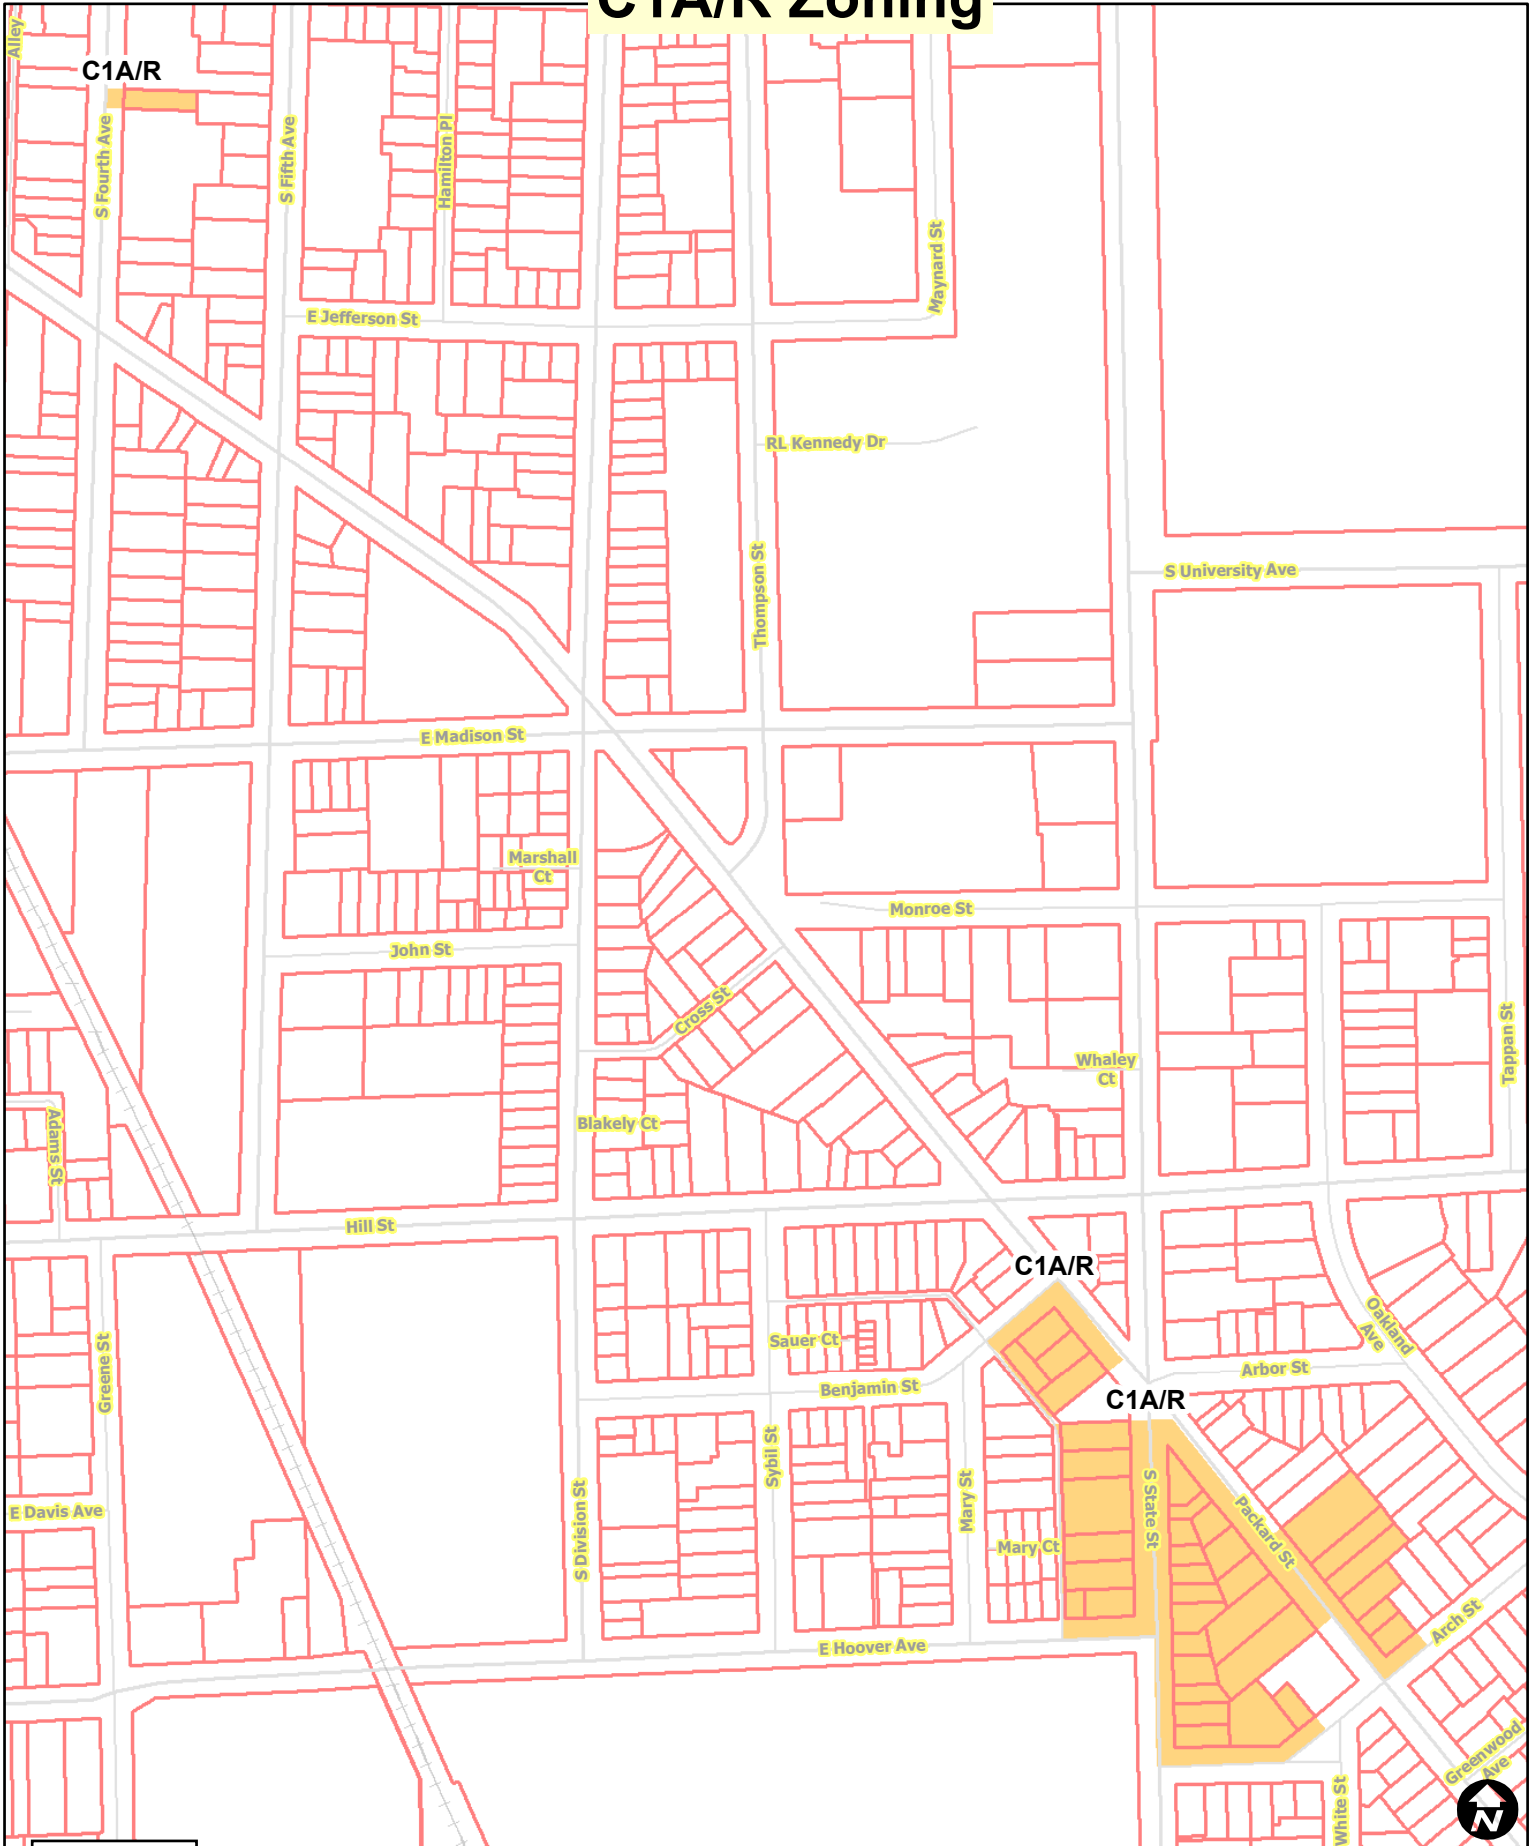 C1A/R Zoning
Alley
C1A/R
S Fourth Ave
S Fifth Ave
Hamilton Pl
Maynard St
E Jefferson St
RL Kennedy Dr
Thompson St
S University Ave
E Madison St
Marshall
Ct
Monroe St
John St
Cross St
Tappan St
Whaley
Ct
Adams St
Blakely Ct
Hill St
C1A/R
Sauer Ct
Oakland
Ave
Greene St
Arbor St
Benjamin St
C1A/R
Sybil St
Mary St
S State St
E Davis Ave
S Division St
Packard St
Mary Ct
Arch St
E Hoover Ave
Greenwood
Ave
White St
N